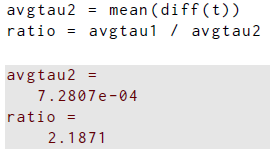 avgtau2 = mean(diff(t))
ratio = avgtau1 / avgtau2
avgtau2 =
7.2807e-04
ratio =
2.1871